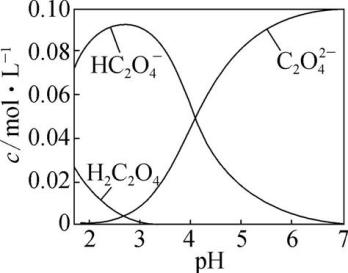 c/mol·L⁻¹
0.10
0.08
0.06
0.04
0.02
0
HC₂O₄⁻
C₂O₄²⁻
H₂C₂O₄
2 3 4 5 6 7
pH